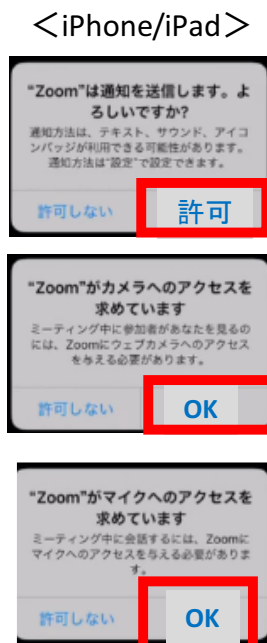 ＜iPhone/iPad＞
"Zoom"は通知を送信します。よ
ろしいですか?
通知方法は、テキスト、サウンド、アイコ
ンバッジが利用できる可能性があります。
通知方法は"設定"で設定できます。
許可しない 許可
"Zoom"がカメラへのアクセスを
求めています
ミーティング中に参加者があなたを見るの
には、Zoomにウェブカメラへのアクセス
を与える必要があります。
許可しない OK
"Zoom"がマイクへのアクセスを
求めています
ミーティング中に会話するには、Zoomに
マイクへのアクセスを与える必要がありま
す。
許可しない OK